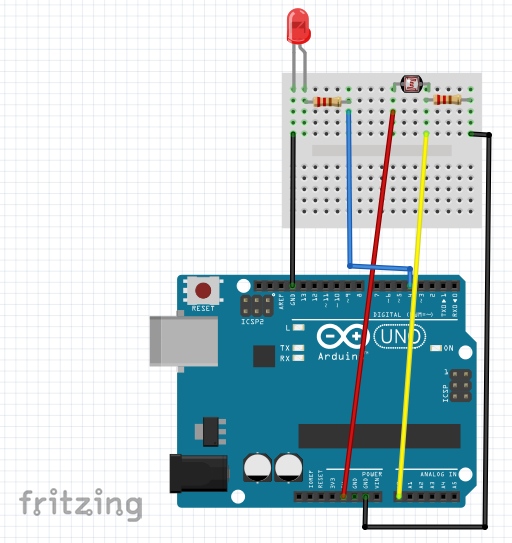 RESET
ICSP2
AREF
GND
13
12
~11
~10
~9
8
7
~6
~5
4
~3
2
TX▶1
RX◀0
DIGITAL (PWM~)
L
TX
RX
Arduino
UNO
ON
1
ICSP
IOREF
RESET
3V3
GND
GND
VIN
POWER
ANALOG IN
A1
A2
A3
A4
A5
fritzing